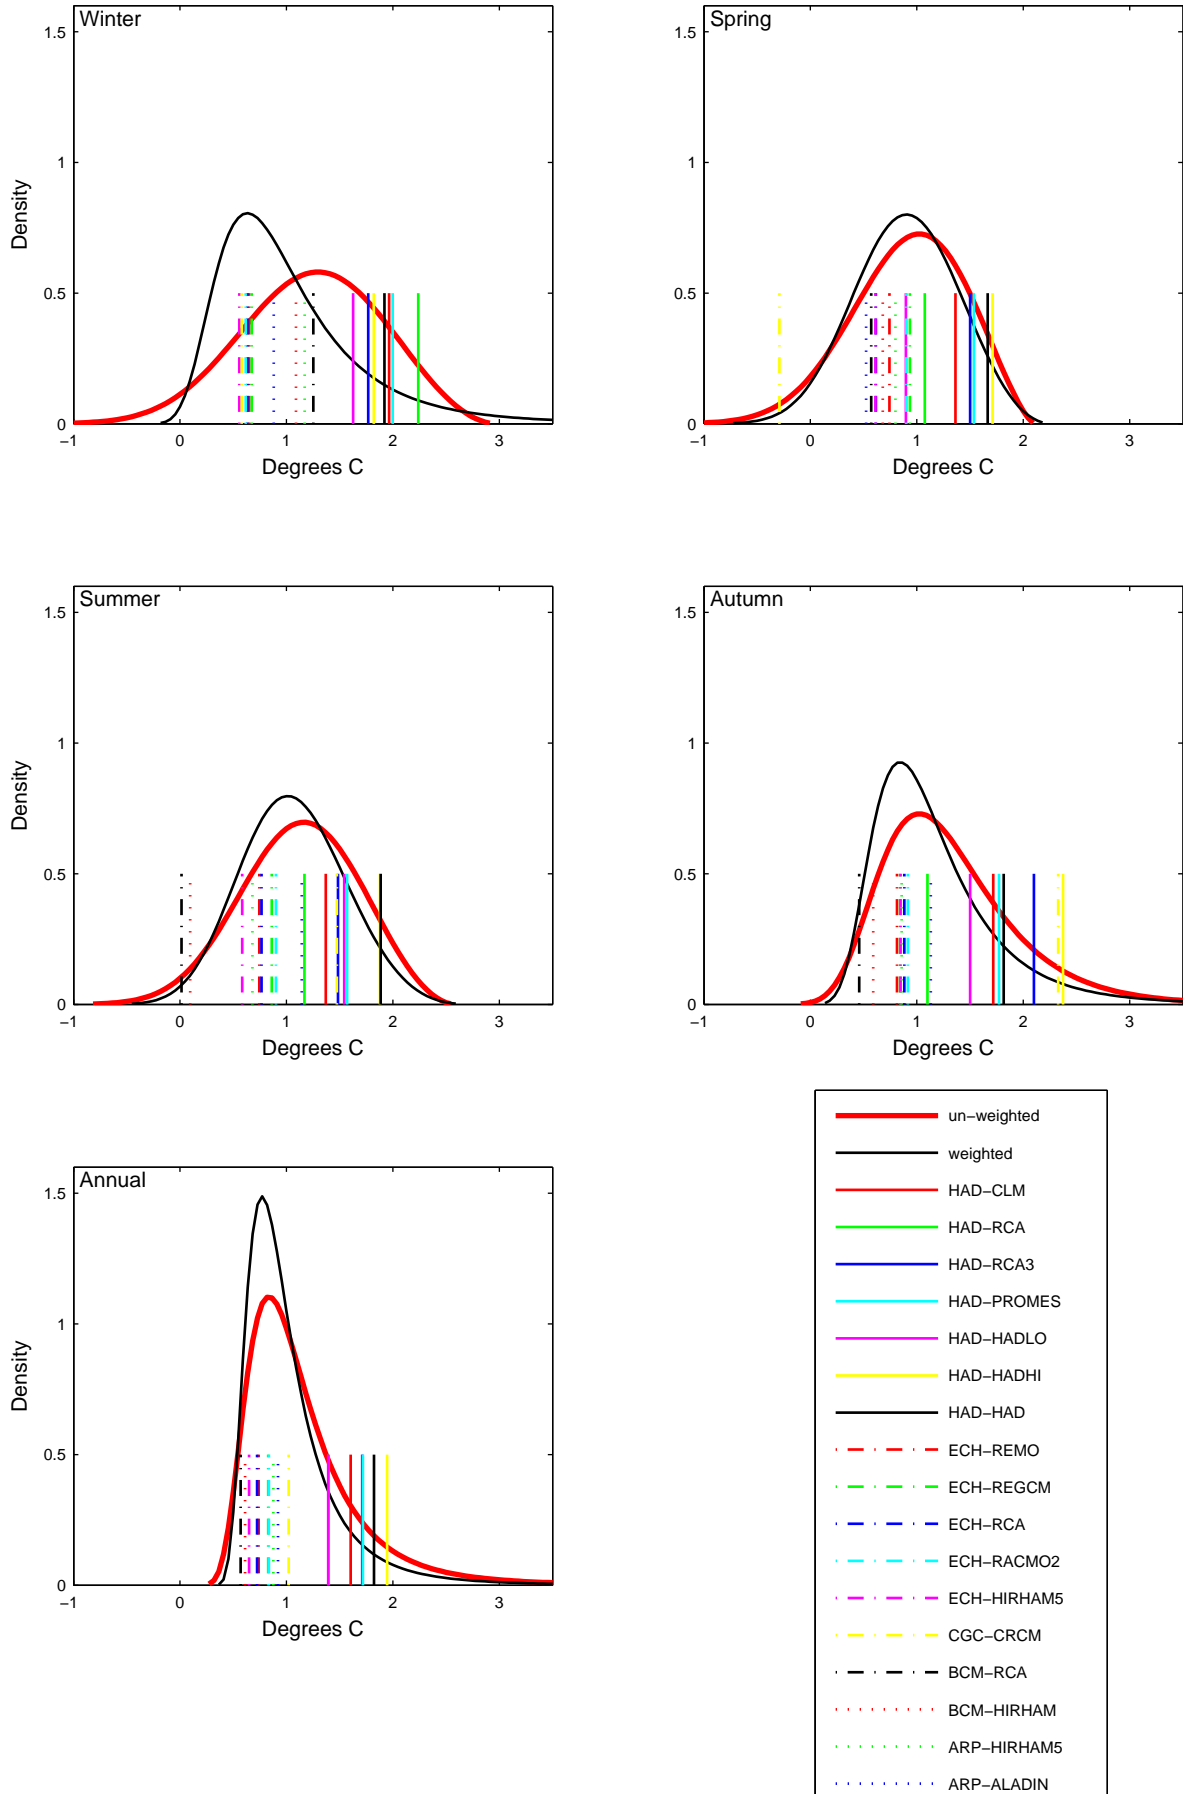 Winter
1.5
1
0.5
0
Density
−1 0 1 2 3
Degrees C
Spring
1.5
1
0.5
0
−1 0 1 2 3
Degrees C
Summer
1.5
1
0.5
0
Density
−1 0 1 2 3
Degrees C
Autumn
1.5
1
0.5
0
−1 0 1 2 3
Degrees C
Annual
1.5
1
0.5
0
Density
−1 0 1 2 3
Degrees C
un−weighted
weighted
HAD−CLM
HAD−RCA
HAD−RCA3
HAD−PROMES
HAD−HADLO
HAD−HADHI
HAD−HAD
ECH−REMO
ECH−REGCM
ECH−RCA
ECH−RACMO2
ECH−HIRHAM5
CGC−CRCM
BCM−RCA
BCM−HIRHAM
ARP−HIRHAM5
ARP−ALADIN